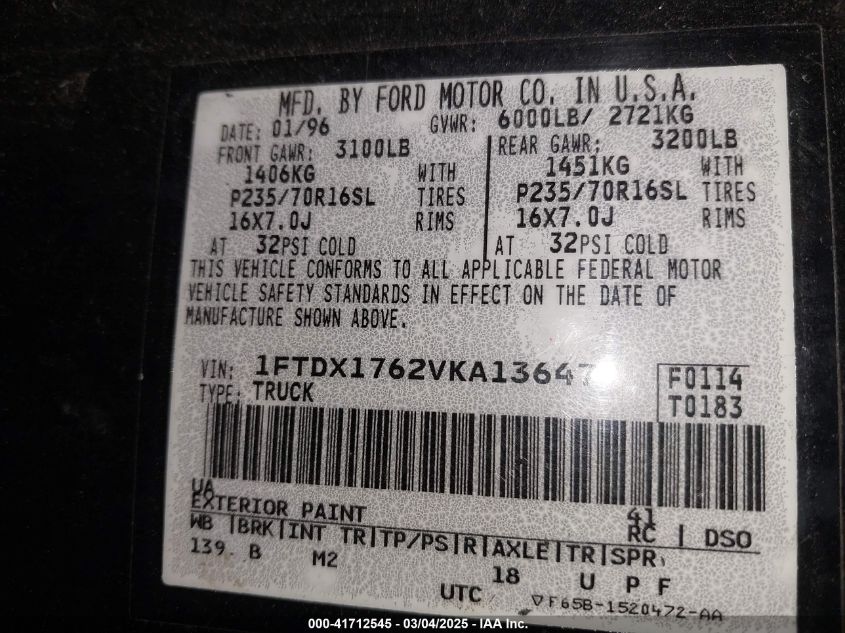 MFD. BY FORD MOTOR CO. IN U.S.A.
DATE: 01/96 GVWR: 6000LB/ 2721KG
FRONT GAWR: 3100LB REAR GAWR: 3200LB
1406KG WITH 1451KG WITH
P235/70R16SL TIRES P235/70R16SL TIRES
16X7.0J RIMS 16X7.0J RIMS
AT 32PSI COLD AT 32PSI COLD
THIS VEHICLE CONFORMS TO ALL APPLICABLE FEDERAL MOTOR
VEHICLE SAFETY STANDARDS IN EFFECT ON THE DATE OF
MANUFACTURE SHOWN ABOVE.
VIN: 1FTDX1762VKA13647 F0114
TYPE: TRUCK T0183
UA
EXTERIOR PAINT 41
WB |BRK|INT TR|TP/PS|R|AXLE|TR|SPR RC | DSO
139. B M2 18 U P F
UTC ▽F65B-1520472-AA
000-41712545 - 03/04/2025 - IAA Inc.